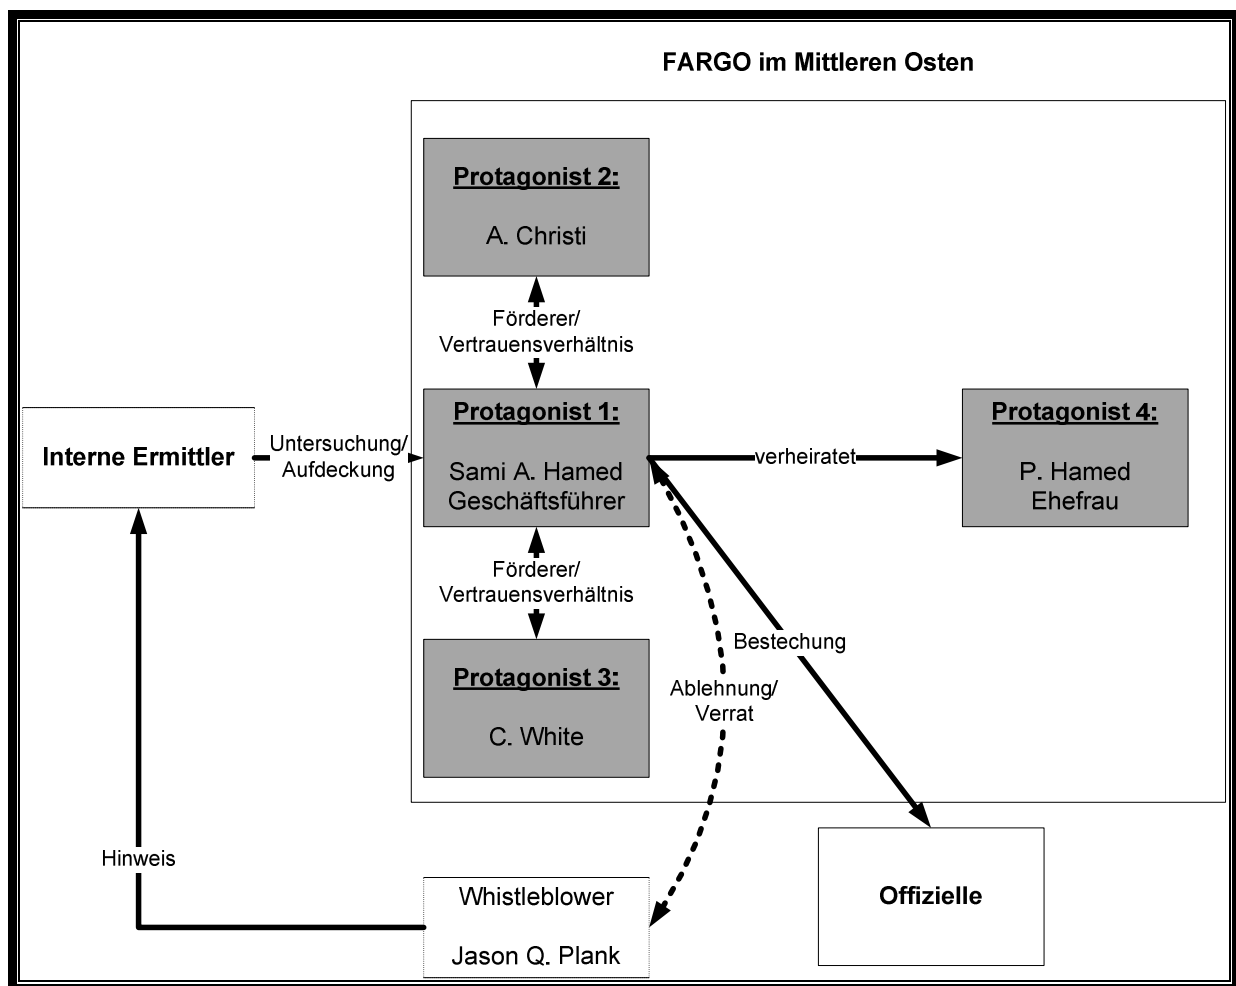 FARGO im Mittleren Osten
Protagonist 2:
A. Christi
Förderer/
Vertrauensverhältnis
Protagonist 1:
Sami A. Hamed
Geschäftsführer
Interne Ermittler
Untersuchung/
Aufdeckung
verheiratet
Protagonist 4:
P. Hamed
Ehefrau
Förderer/
Vertrauensverhältnis
Protagonist 3:
C. White
Bestechung
Ablehnung/
Verrat
Hinweis
Whistleblower
Jason Q. Plank
Offizielle